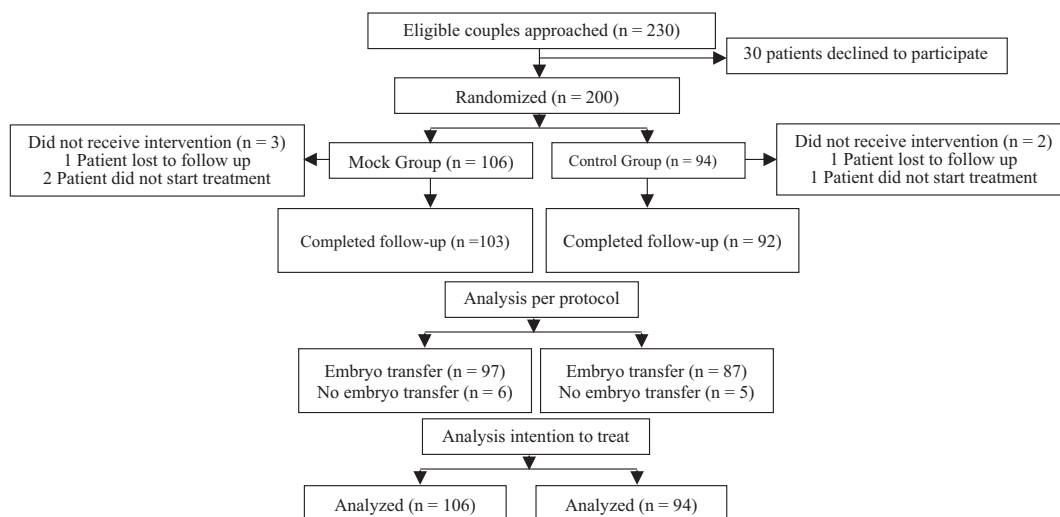 Eligible couples approached (n = 230)
30 patients declined to participate
Randomized (n = 200)
Did not receive intervention (n = 3)
1 Patient lost to follow up
2 Patient did not start treatment
Mock Group (n = 106)
Control Group (n = 94)
Did not receive intervention (n = 2)
1 Patient lost to follow up
1 Patient did not start treatment
Completed follow-up (n =103)
Completed follow-up (n = 92)
Analysis per protocol
Embryo transfer (n = 97)
No embryo transfer (n = 6)
Embryo transfer (n = 87)
No embryo transfer (n = 5)
Analysis intention to treat
Analyzed (n = 106)
Analyzed (n = 94)